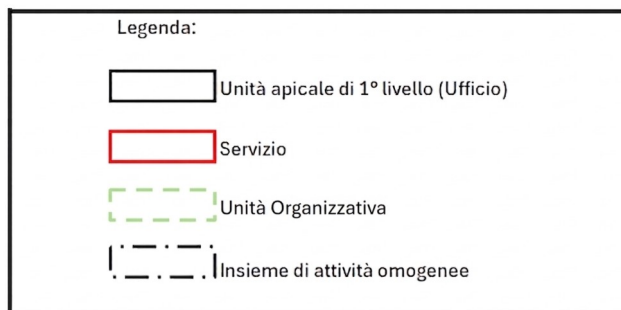 Legenda:
Unità apicale di 1° livello (Ufficio)
Servizio
Unità Organizzativa
Insieme di attività omogenee